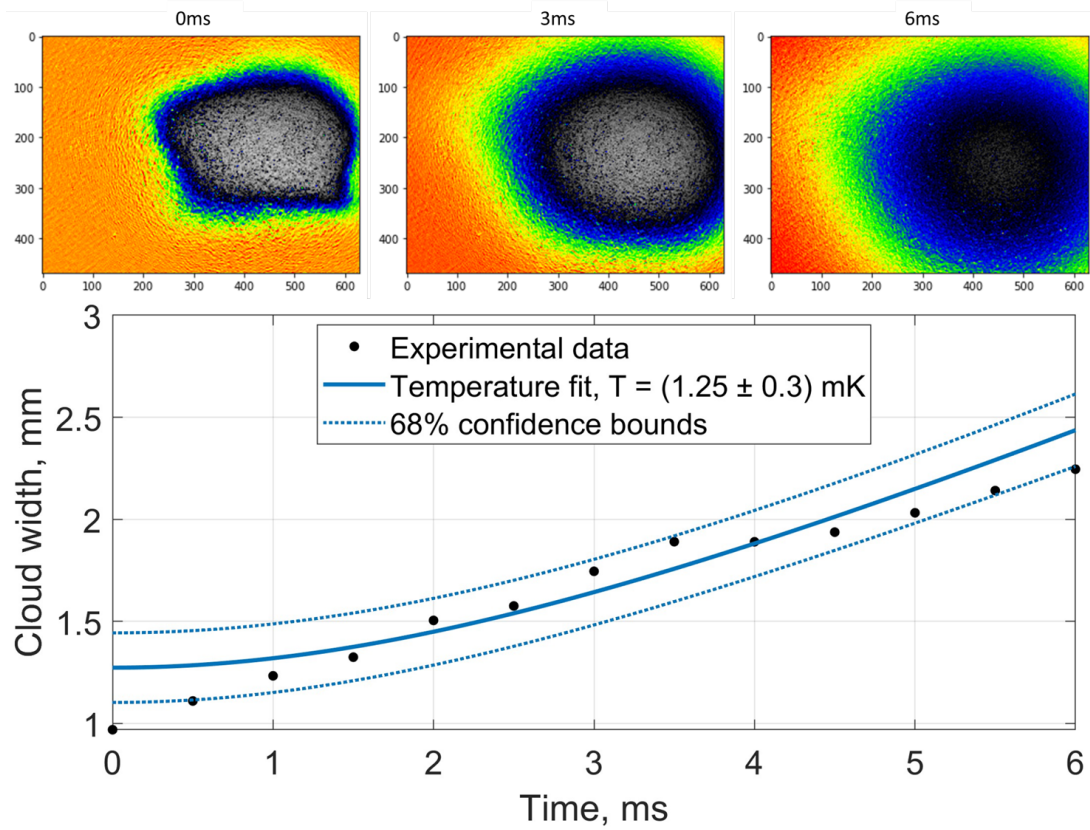 0ms 3ms 6ms
0 0 0
100 100 100
200 200 200
300 300 300
400 400 400
0 100 200 300 400 500 600 0 100 200 300 400 500 600 0 100 200 300 400 500 600
3
Experimental data
Temperature fit, T = (1.25 ± 0.3) mK
68% confidence bounds
2.5
2
1.5
1
Cloud width, mm
0 1 2 3 4 5 6
Time, ms